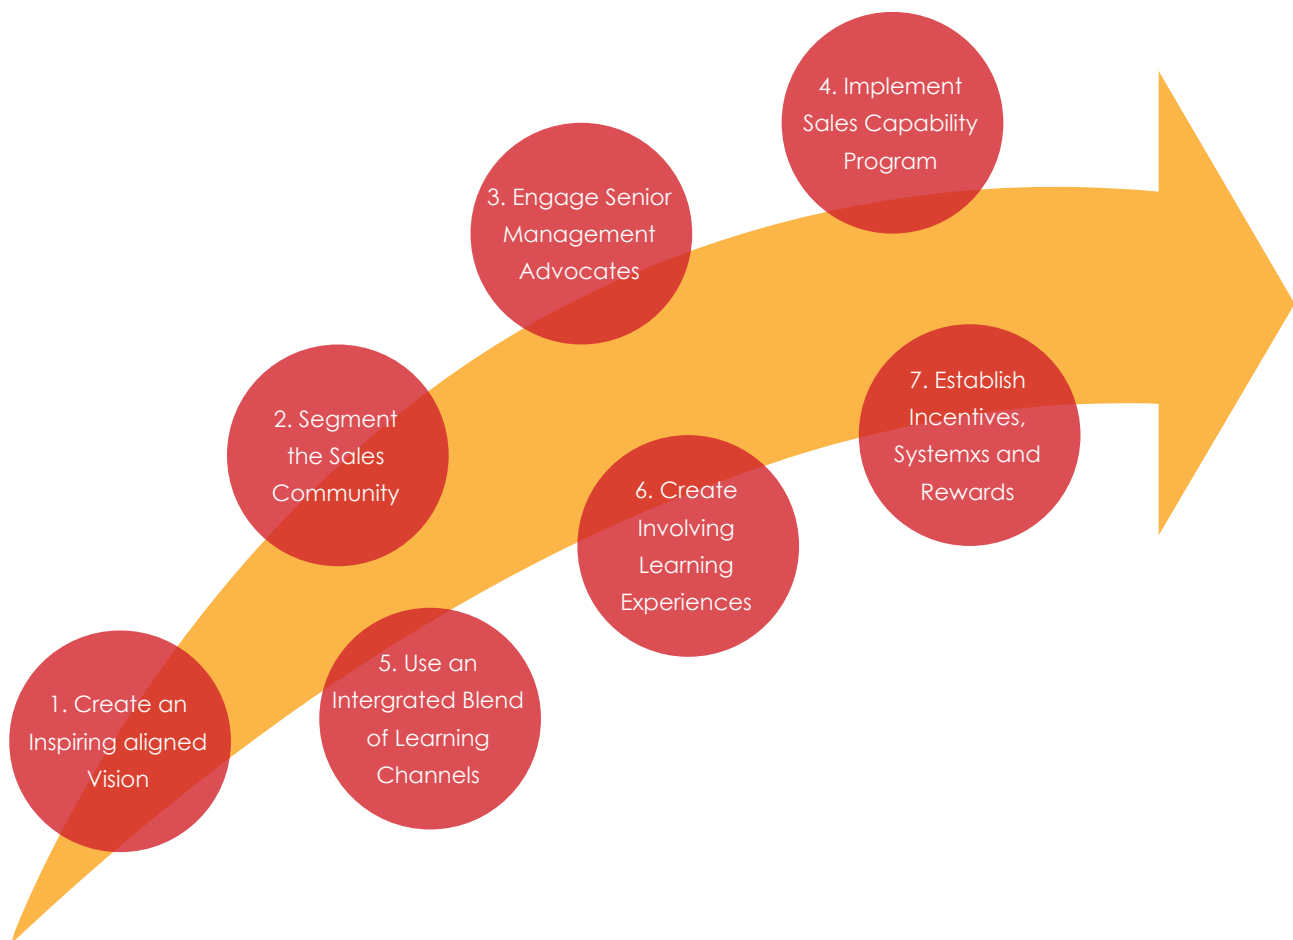 1. Create an
Inspiring aligned
Vision
2. Segment
the Sales
Community
3. Engage Senior
Management
Advocates
4. Implement
Sales Capability
Program
5. Use an
Intergrated Blend
of Learning
Channels
6. Create
Involving
Learning
Experiences
7. Establish
Incentives,
Systemxs and
Rewards